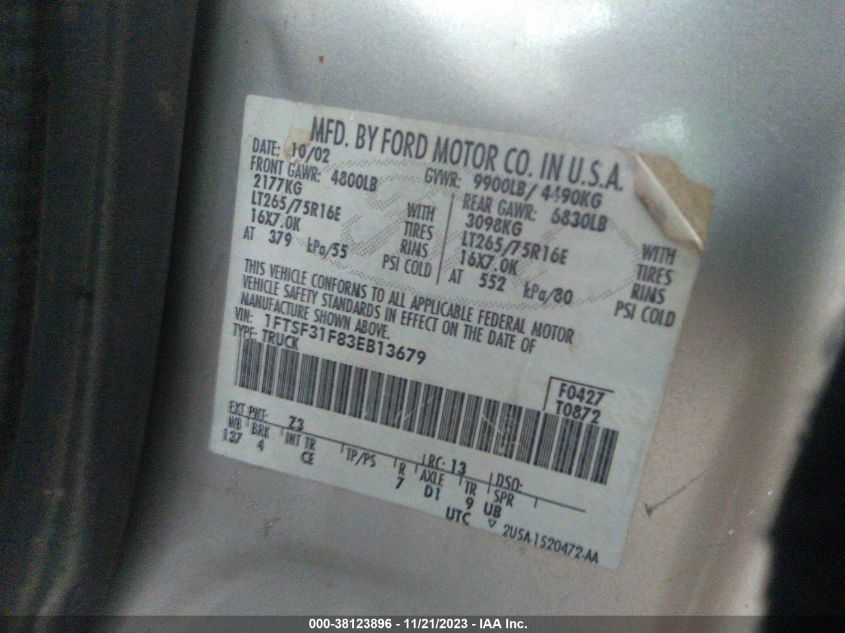 MFD. BY FORD MOTOR CO. IN U.S.A.
DATE: 10/02 GVWR: 9900LB/ 4490KG
FRONT GAWR: 4800LB REAR GAWR: 6830LB
2177KG WITH 3098KG WITH
LT265/75R16E TIRES LT265/75R16E TIRES
16X7.0K RIMS 16X7.0K RIMS
AT 379 kPa/55 PSI COLD AT 552 kPa/80 PSI COLD
THIS VEHICLE CONFORMS TO ALL APPLICABLE FEDERAL MOTOR
VEHICLE SAFETY STANDARDS IN EFFECT ON THE DATE OF
MANUFACTURE SHOWN ABOVE.
VIN: 1FTSF31F83EB13679
TYPE: TRUCK
F0427
T0872
EXT PNT: Z3 RC: 13 DSO:
WB BRK INT TR TP/PS R AXLE TR SPR
137 4 CE 7 D1 9 UB
UTC ▽ 2U5A-1520472-AA
000-38123896 - 11/21/2023 - IAA Inc.